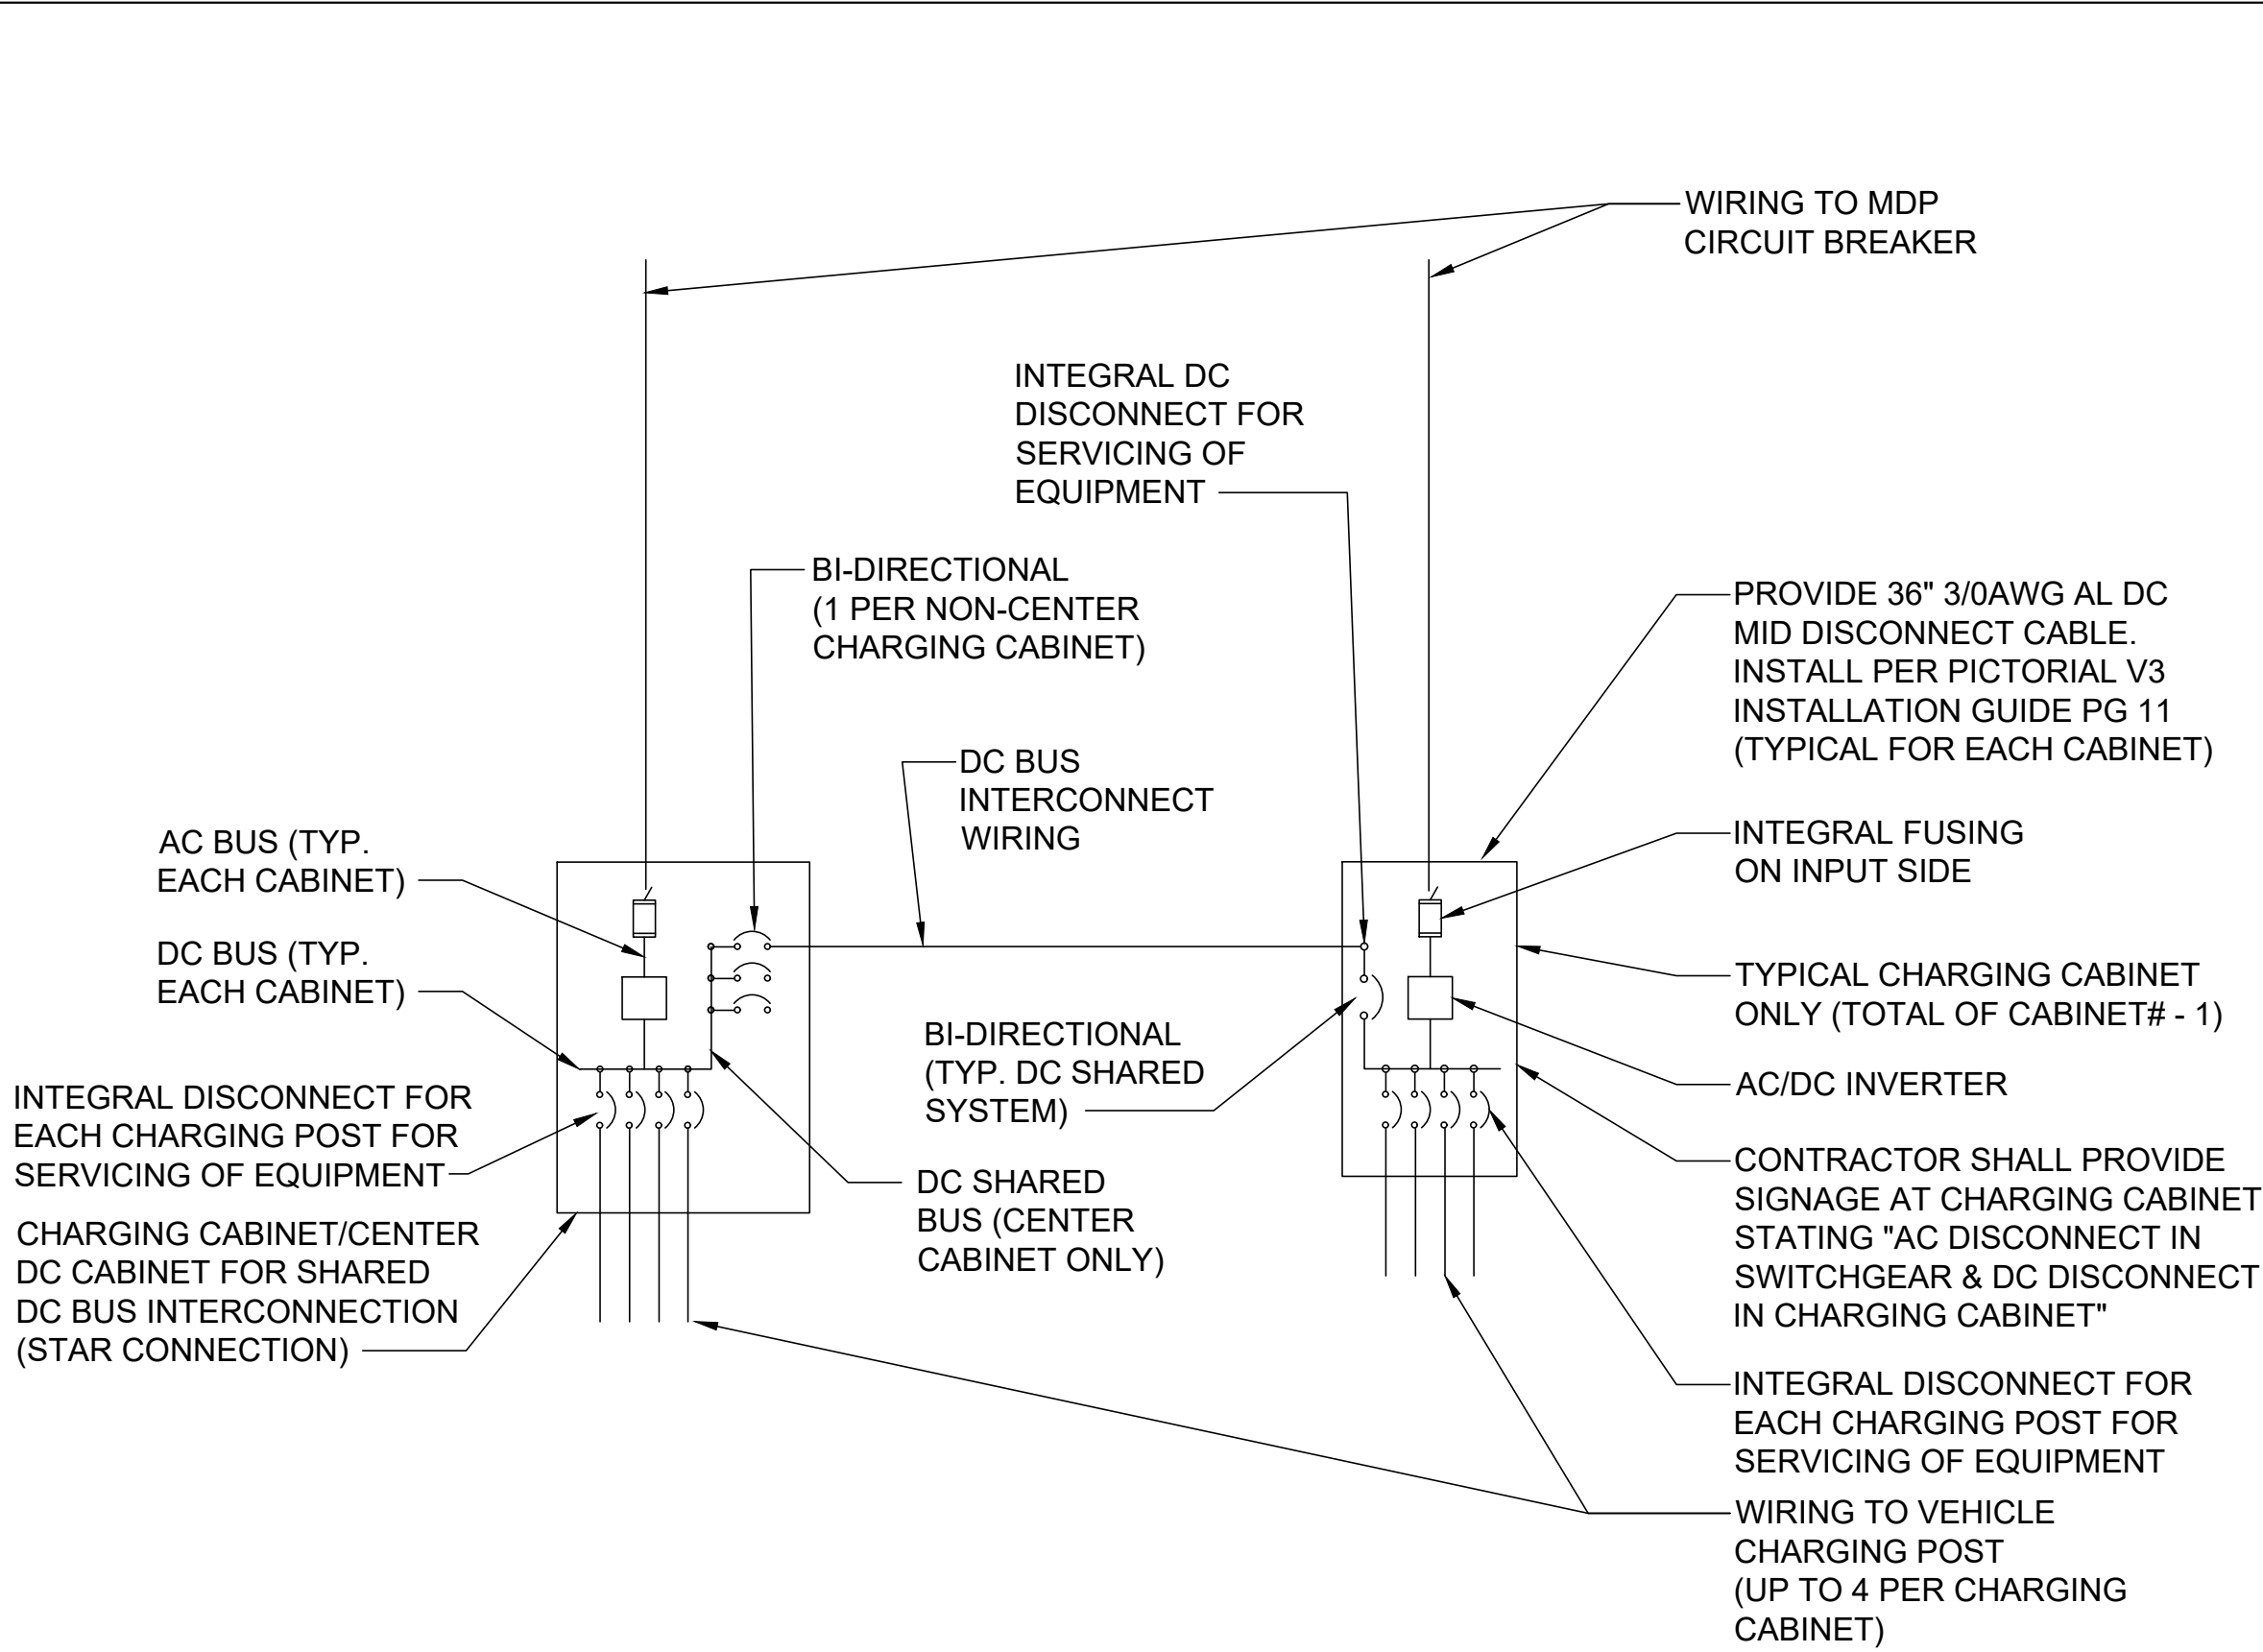 WIRING TO MDP
CIRCUIT BREAKER
INTEGRAL DC
DISCONNECT FOR
SERVICING OF
EQUIPMENT
BI-DIRECTIONAL
(1 PER NON-CENTER
CHARGING CABINET)
PROVIDE 36" 3/0AWG AL DC
MID DISCONNECT CABLE.
INSTALL PER PICTORIAL V3
INSTALLATION GUIDE PG 11
(TYPICAL FOR EACH CABINET)
DC BUS
INTERCONNECT
WIRING
AC BUS (TYP.
EACH CABINET)
INTEGRAL FUSING
ON INPUT SIDE
DC BUS (TYP.
EACH CABINET)
TYPICAL CHARGING CABINET
ONLY (TOTAL OF CABINET# - 1)
BI-DIRECTIONAL
(TYP. DC SHARED
SYSTEM)
AC/DC INVERTER
INTEGRAL DISCONNECT FOR
EACH CHARGING POST FOR
SERVICING OF EQUIPMENT
CONTRACTOR SHALL PROVIDE
SIGNAGE AT CHARGING CABINET
STATING "AC DISCONNECT IN
SWITCHGEAR & DC DISCONNECT
IN CHARGING CABINET"
DC SHARED
BUS (CENTER
CABINET ONLY)
CHARGING CABINET/CENTER
DC CABINET FOR SHARED
DC BUS INTERCONNECTION
(STAR CONNECTION)
INTEGRAL DISCONNECT FOR
EACH CHARGING POST FOR
SERVICING OF EQUIPMENT
WIRING TO VEHICLE
CHARGING POST
(UP TO 4 PER CHARGING
CABINET)